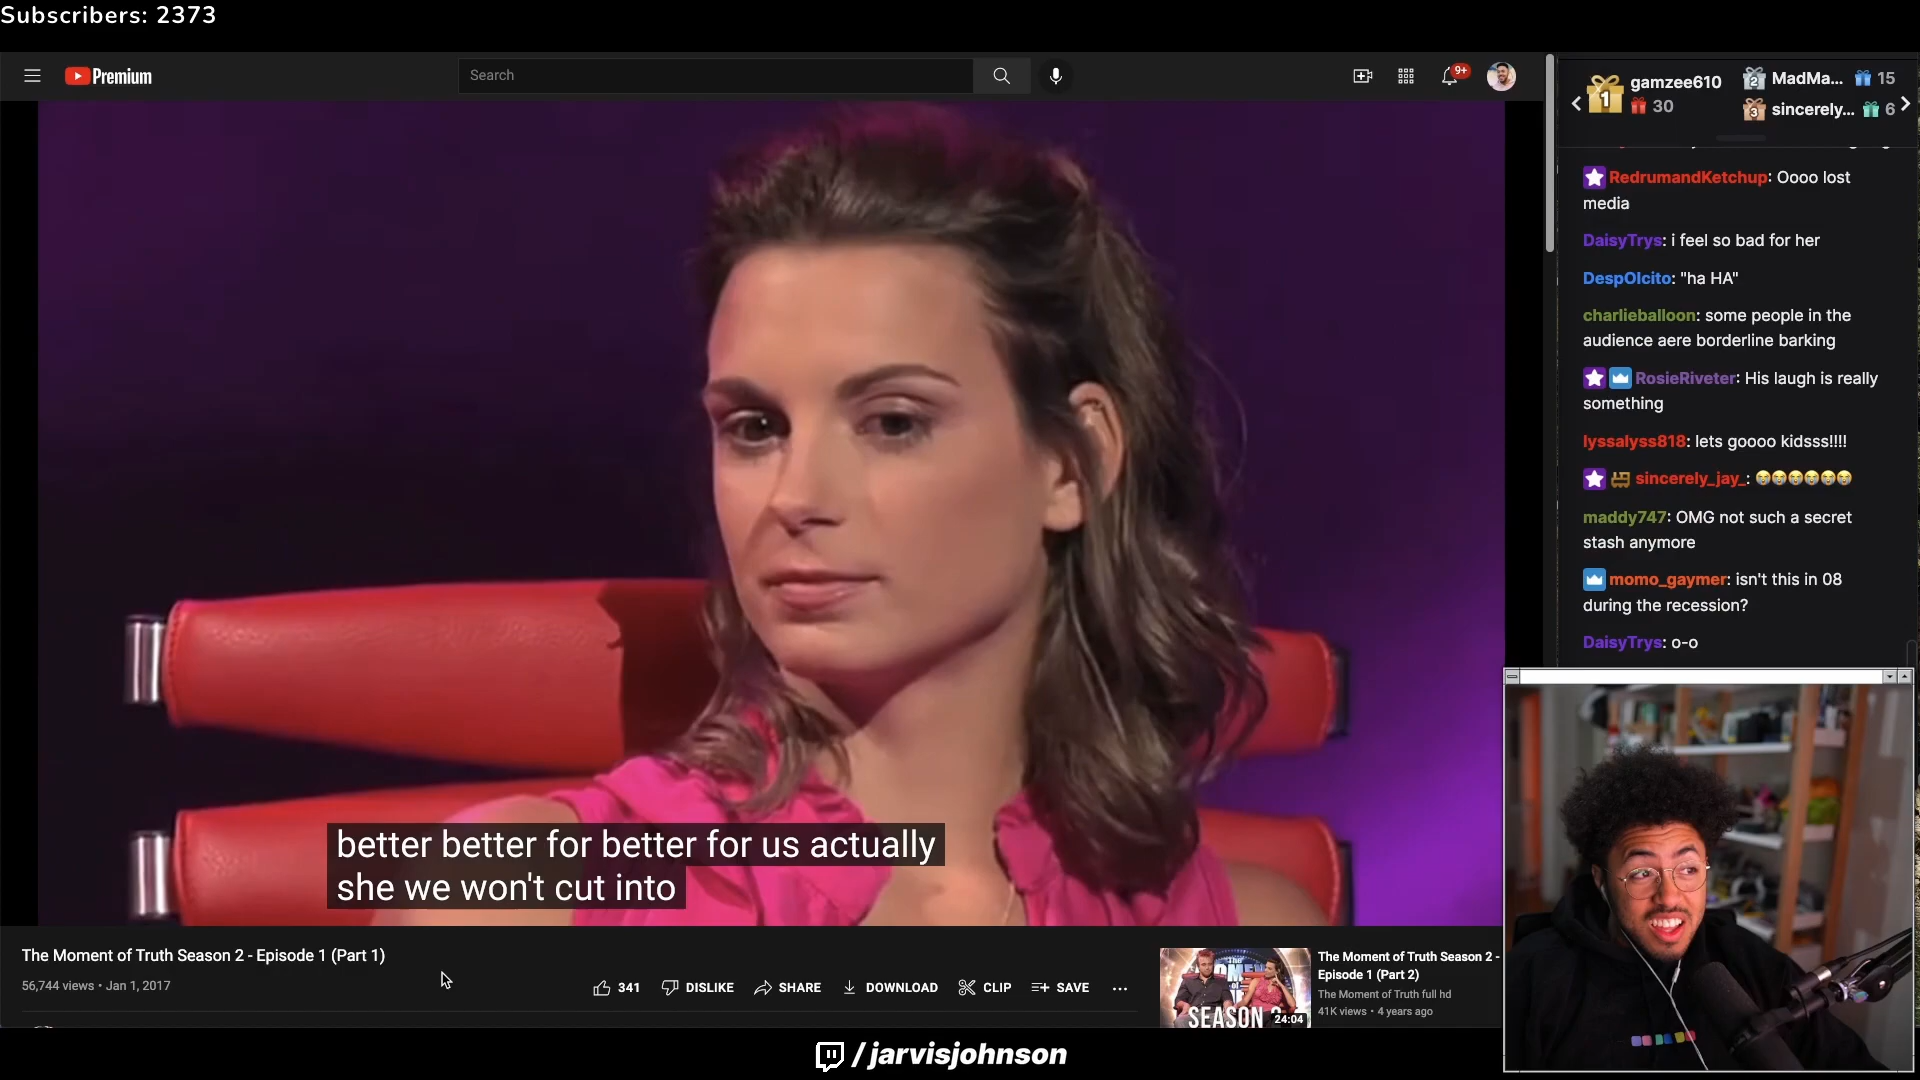 Subscribers: 2373
Premium
Search
9+
1
gamzee610
30
2
MadMa...
15
3
sincerely...
6
RedrumandKetchup: Oooo lost
media
DaisyTrys: i feel so bad for her
DespOlcito: "ha HA"
charlieballoon: some people in the
audience aere borderline barking
RosieRiveter: His laugh is really
something
lyssalyss818: lets goooo kidsss!!!!
sincerely_jay_: 😭😭😭😭😭😭
maddy747: OMG not such a secret
stash anymore
momo_gaymer: isn't this in 08
during the recession?
DaisyTrys: o-o
better better for better for us actually
she we won't cut into
The Moment of Truth Season 2 - Episode 1 (Part 1)
56,744 views • Jan 1, 2017
341
DISLIKE
SHARE
DOWNLOAD
CLIP
SAVE
...
SEASON
24:04
The Moment of Truth Season 2 -
Episode 1 (Part 2)
The Moment of Truth full hd
41K views • 4 years ago
/jarvisjohnson